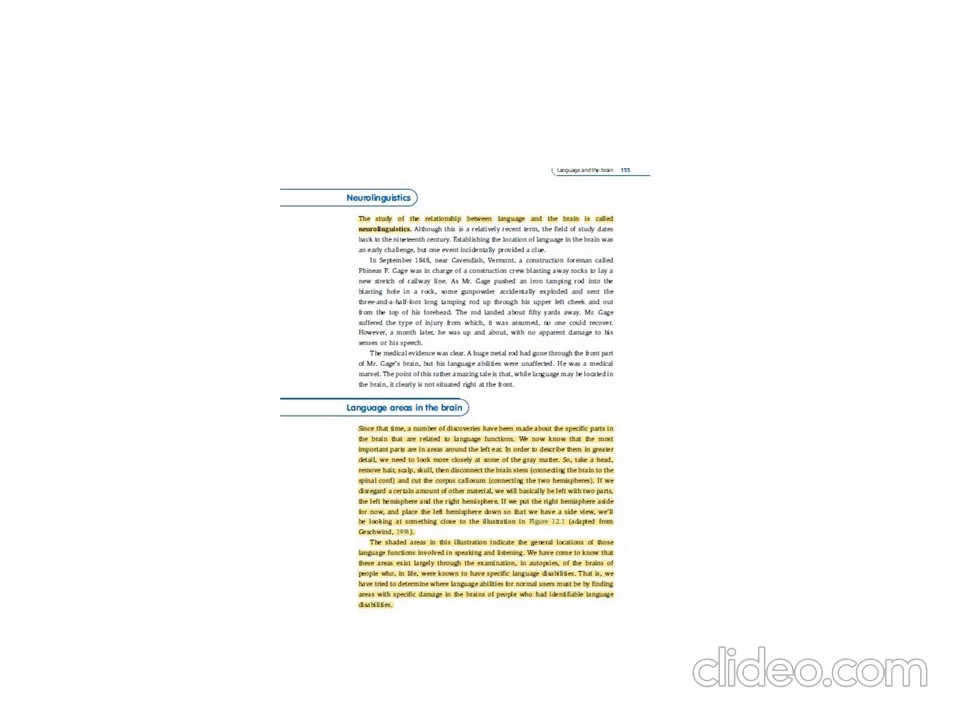 Language and the brain 155
Neurolinguistics
The study of the relationship between language and the brain is called
neurolinguistics. Although this is a relatively recent term, the field of study dates
back to the nineteenth century. Establishing the location of language in the brain was
an early challenge, but one event incidentally provided a clue.
In September 1848, near Cavendish, Vermont, a construction foreman called
Phineas P. Gage was in charge of a construction crew blasting away rocks to lay a
new stretch of railway line. As Mr. Gage pushed an iron tamping rod into the
blasting hole in a rock, some gunpowder accidentally exploded and sent the
three-and-a-half-foot long tamping rod up through his upper left cheek and out
from the top of his forehead. The rod landed about fifty yards away. Mr. Gage
suffered the type of injury from which, it was assumed, no one could recover.
However, a month later, he was up and about, with no apparent damage to his
senses or his speech.
The medical evidence was clear. A huge metal rod had gone through the front part
of Mr. Gage's brain, but his language abilities were unaffected. He was a medical
marvel. The point of this rather amazing tale is that, while language may be located in
the brain, it clearly is not situated right at the front.
Language areas in the brain
Since that time, a number of discoveries have been made about the specific parts in
the brain that are related to language functions. We now know that the most
important parts are in areas around the left ear. In order to describe them in greater
detail, we need to look more closely at some of the gray matter. So, take a head,
remove hair, scalp, skull, then disconnect the brain stem (connecting the brain to the
spinal cord) and cut the corpus callosum (connecting the two hemispheres). If we
disregard a certain amount of other material, we will basically be left with two parts,
the left hemisphere and the right hemisphere. If we put the right hemisphere aside
for now, and place the left hemisphere down so that we have a side view, we'll
be looking at something close to the illustration in Figure 12.1 (adapted from
Geschwind, 1991).
The shaded areas in this illustration indicate the general locations of those
language functions involved in speaking and listening. We have come to know that
these areas exist largely through the examination, in autopsies, of the brains of
people who, in life, were known to have specific language disabilities. That is, we
have tried to determine where language abilities for normal users must be by finding
areas with specific damage in the brains of people who had identifiable language
disabilities.
clideo.com